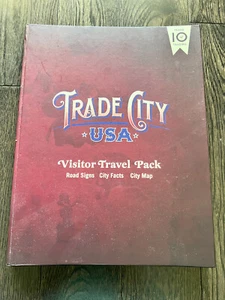 10
TRADE CITY
USA
Visitor Travel Pack
Road Signs City Facts City Map